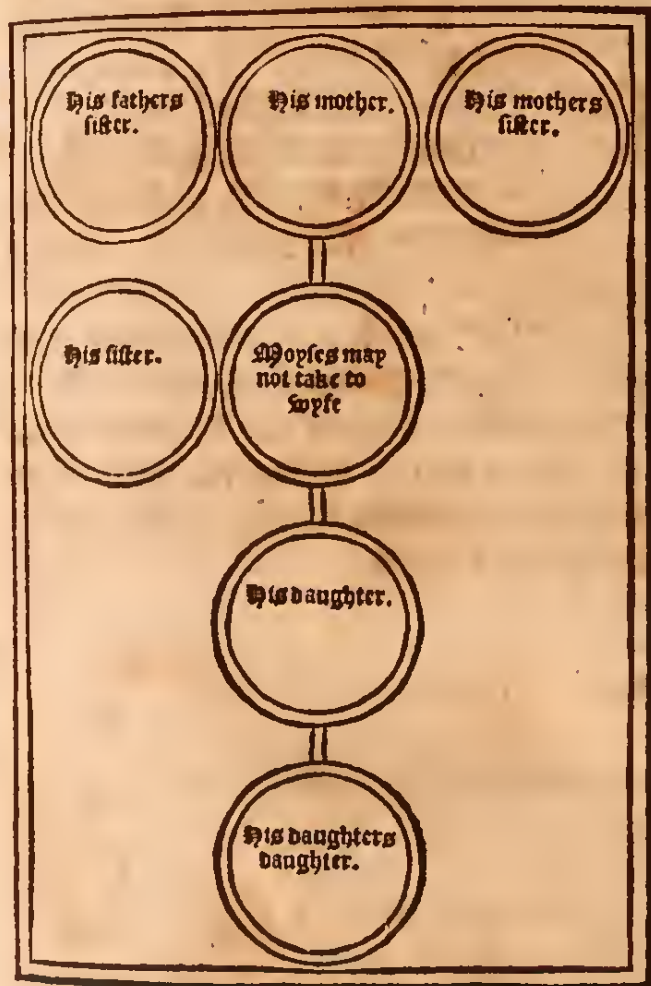 His fathers
sister.
His mother.
His mothers
sister.
His sister.
Moyses may
not take to
wyfe
His daughter.
His daughters
daughter.